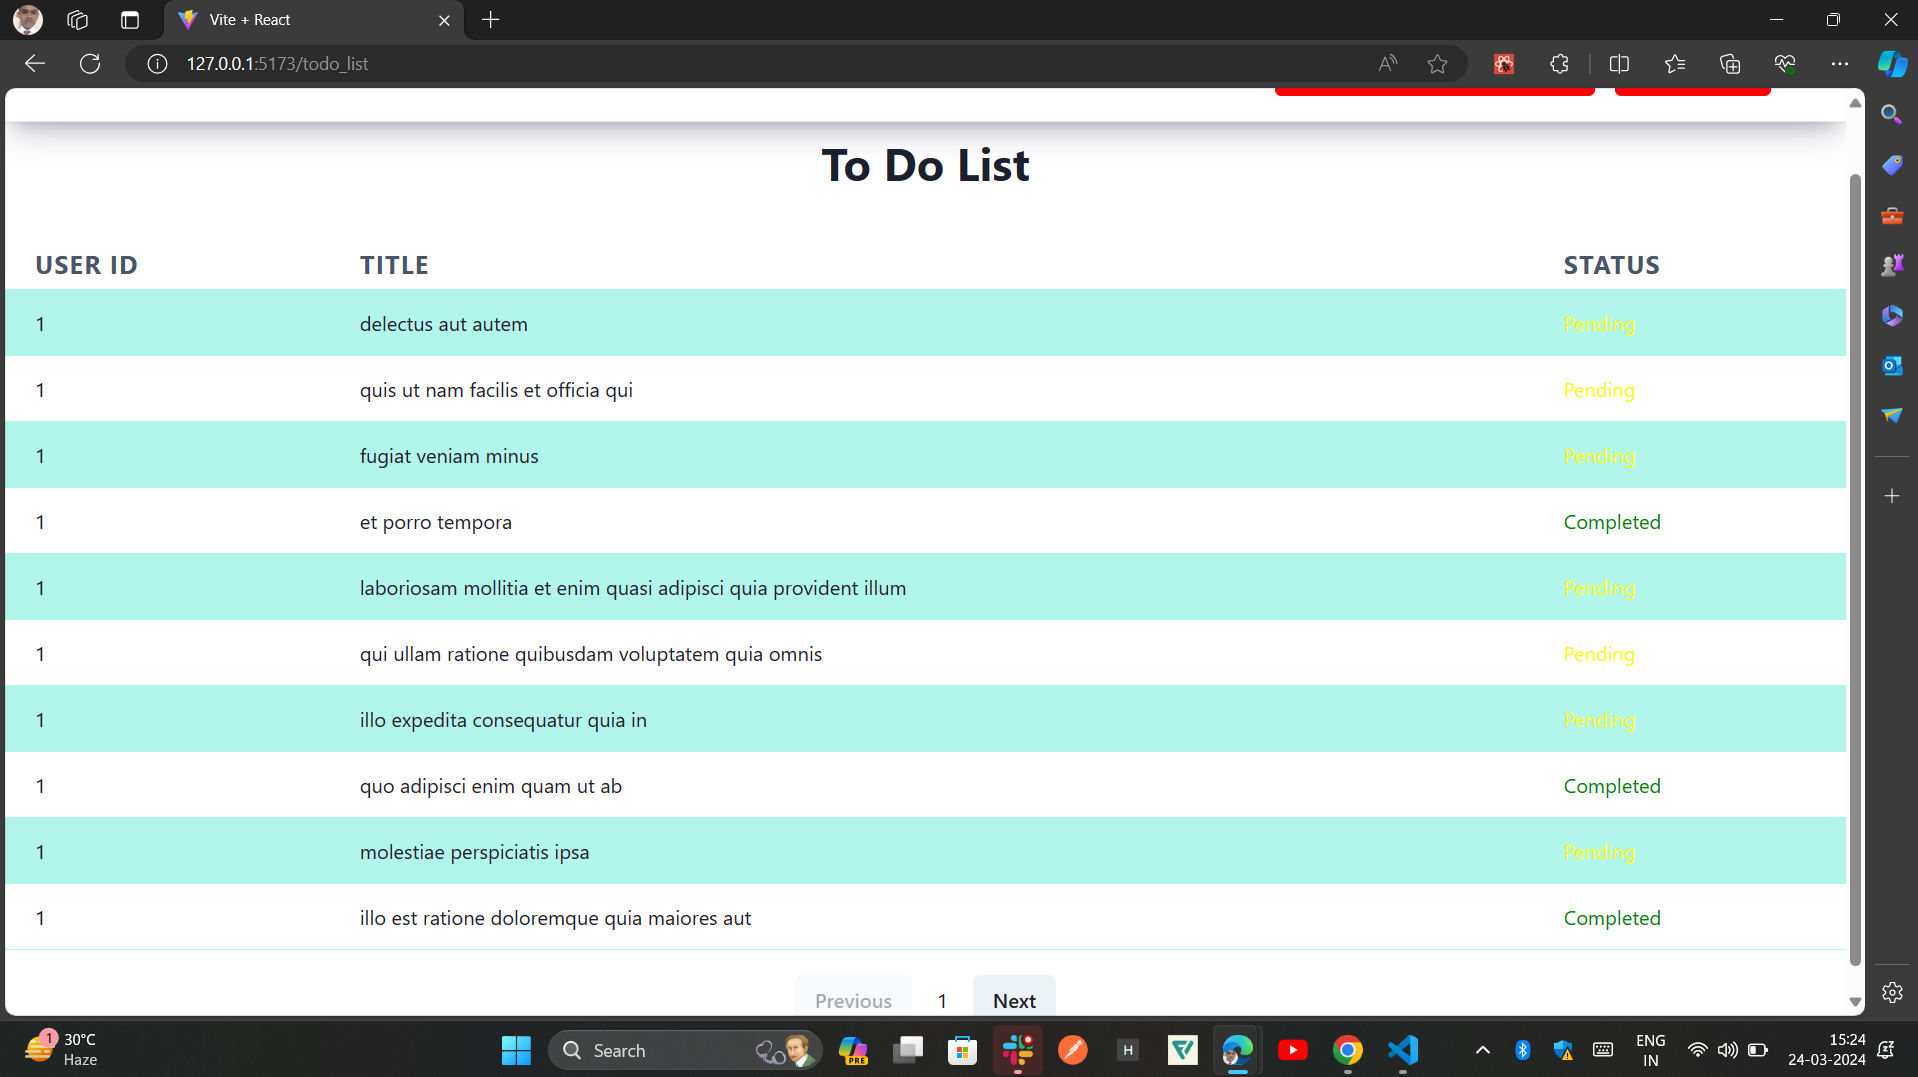 Vite + React
127.0.0.1:5173/todo_list
To Do List
USER ID TITLE STATUS
1 delectus aut autem Pending
1 quis ut nam facilis et officia qui Pending
1 fugiat veniam minus Pending
1 et porro tempora Completed
1 laboriosam mollitia et enim quasi adipisci quia provident illum Pending
1 qui ullam ratione quibusdam voluptatem quia omnis Pending
1 illo expedita consequatur quia in Pending
1 quo adipisci enim quam ut ab Completed
1 molestiae perspiciatis ipsa Pending
1 illo est ratione doloremque quia maiores aut Completed
Previous 1 Next
1
30°C
Haze
Search
PRE
H
ENG
IN
15:24
24-03-2024